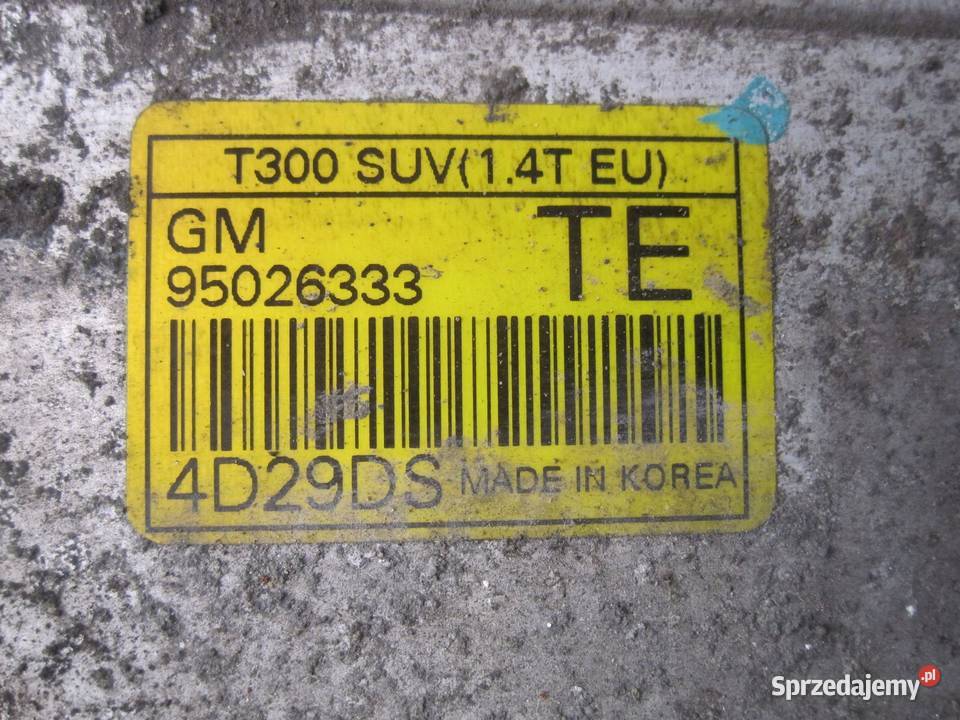 T300 SUV(1.4T EU)
GM
TE
95026333
4D29DS MADE IN KOREA
Sprzedajemy.pl